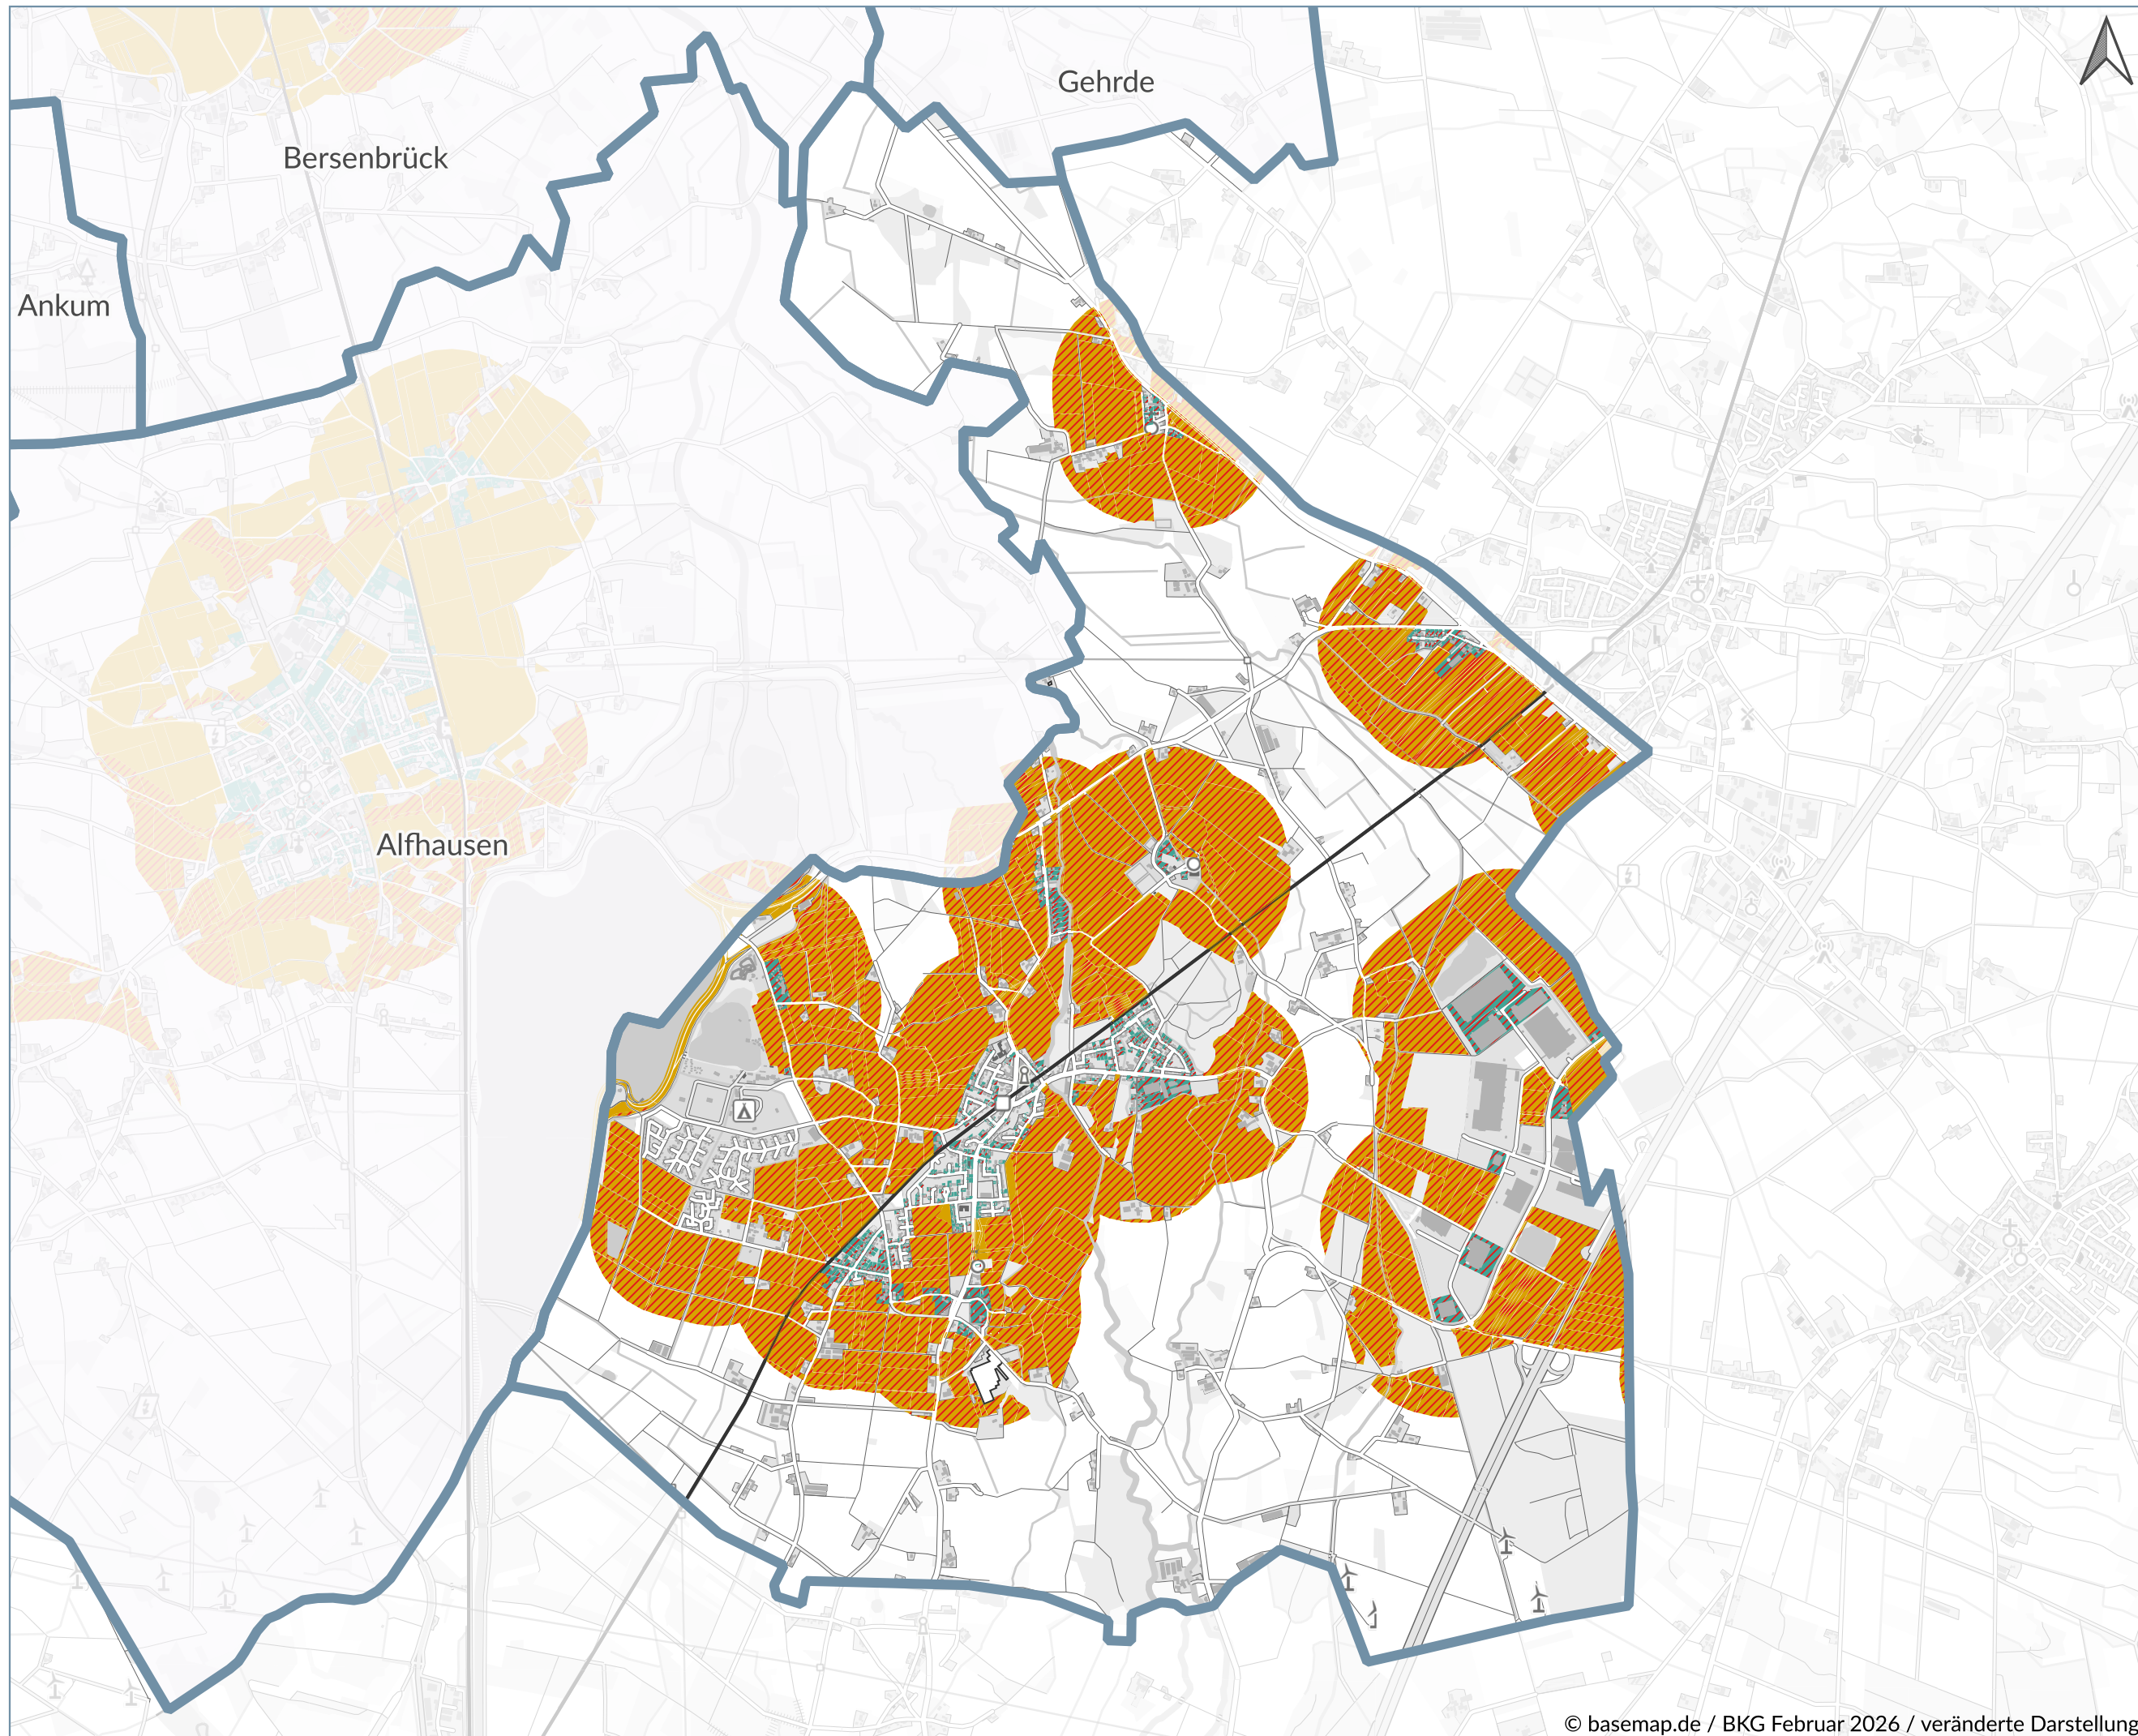 Gehrde
Bersenbrück
Ankum
Alfhausen
© basemap.de / BKG Februar 2026 / veränderte Darstellung